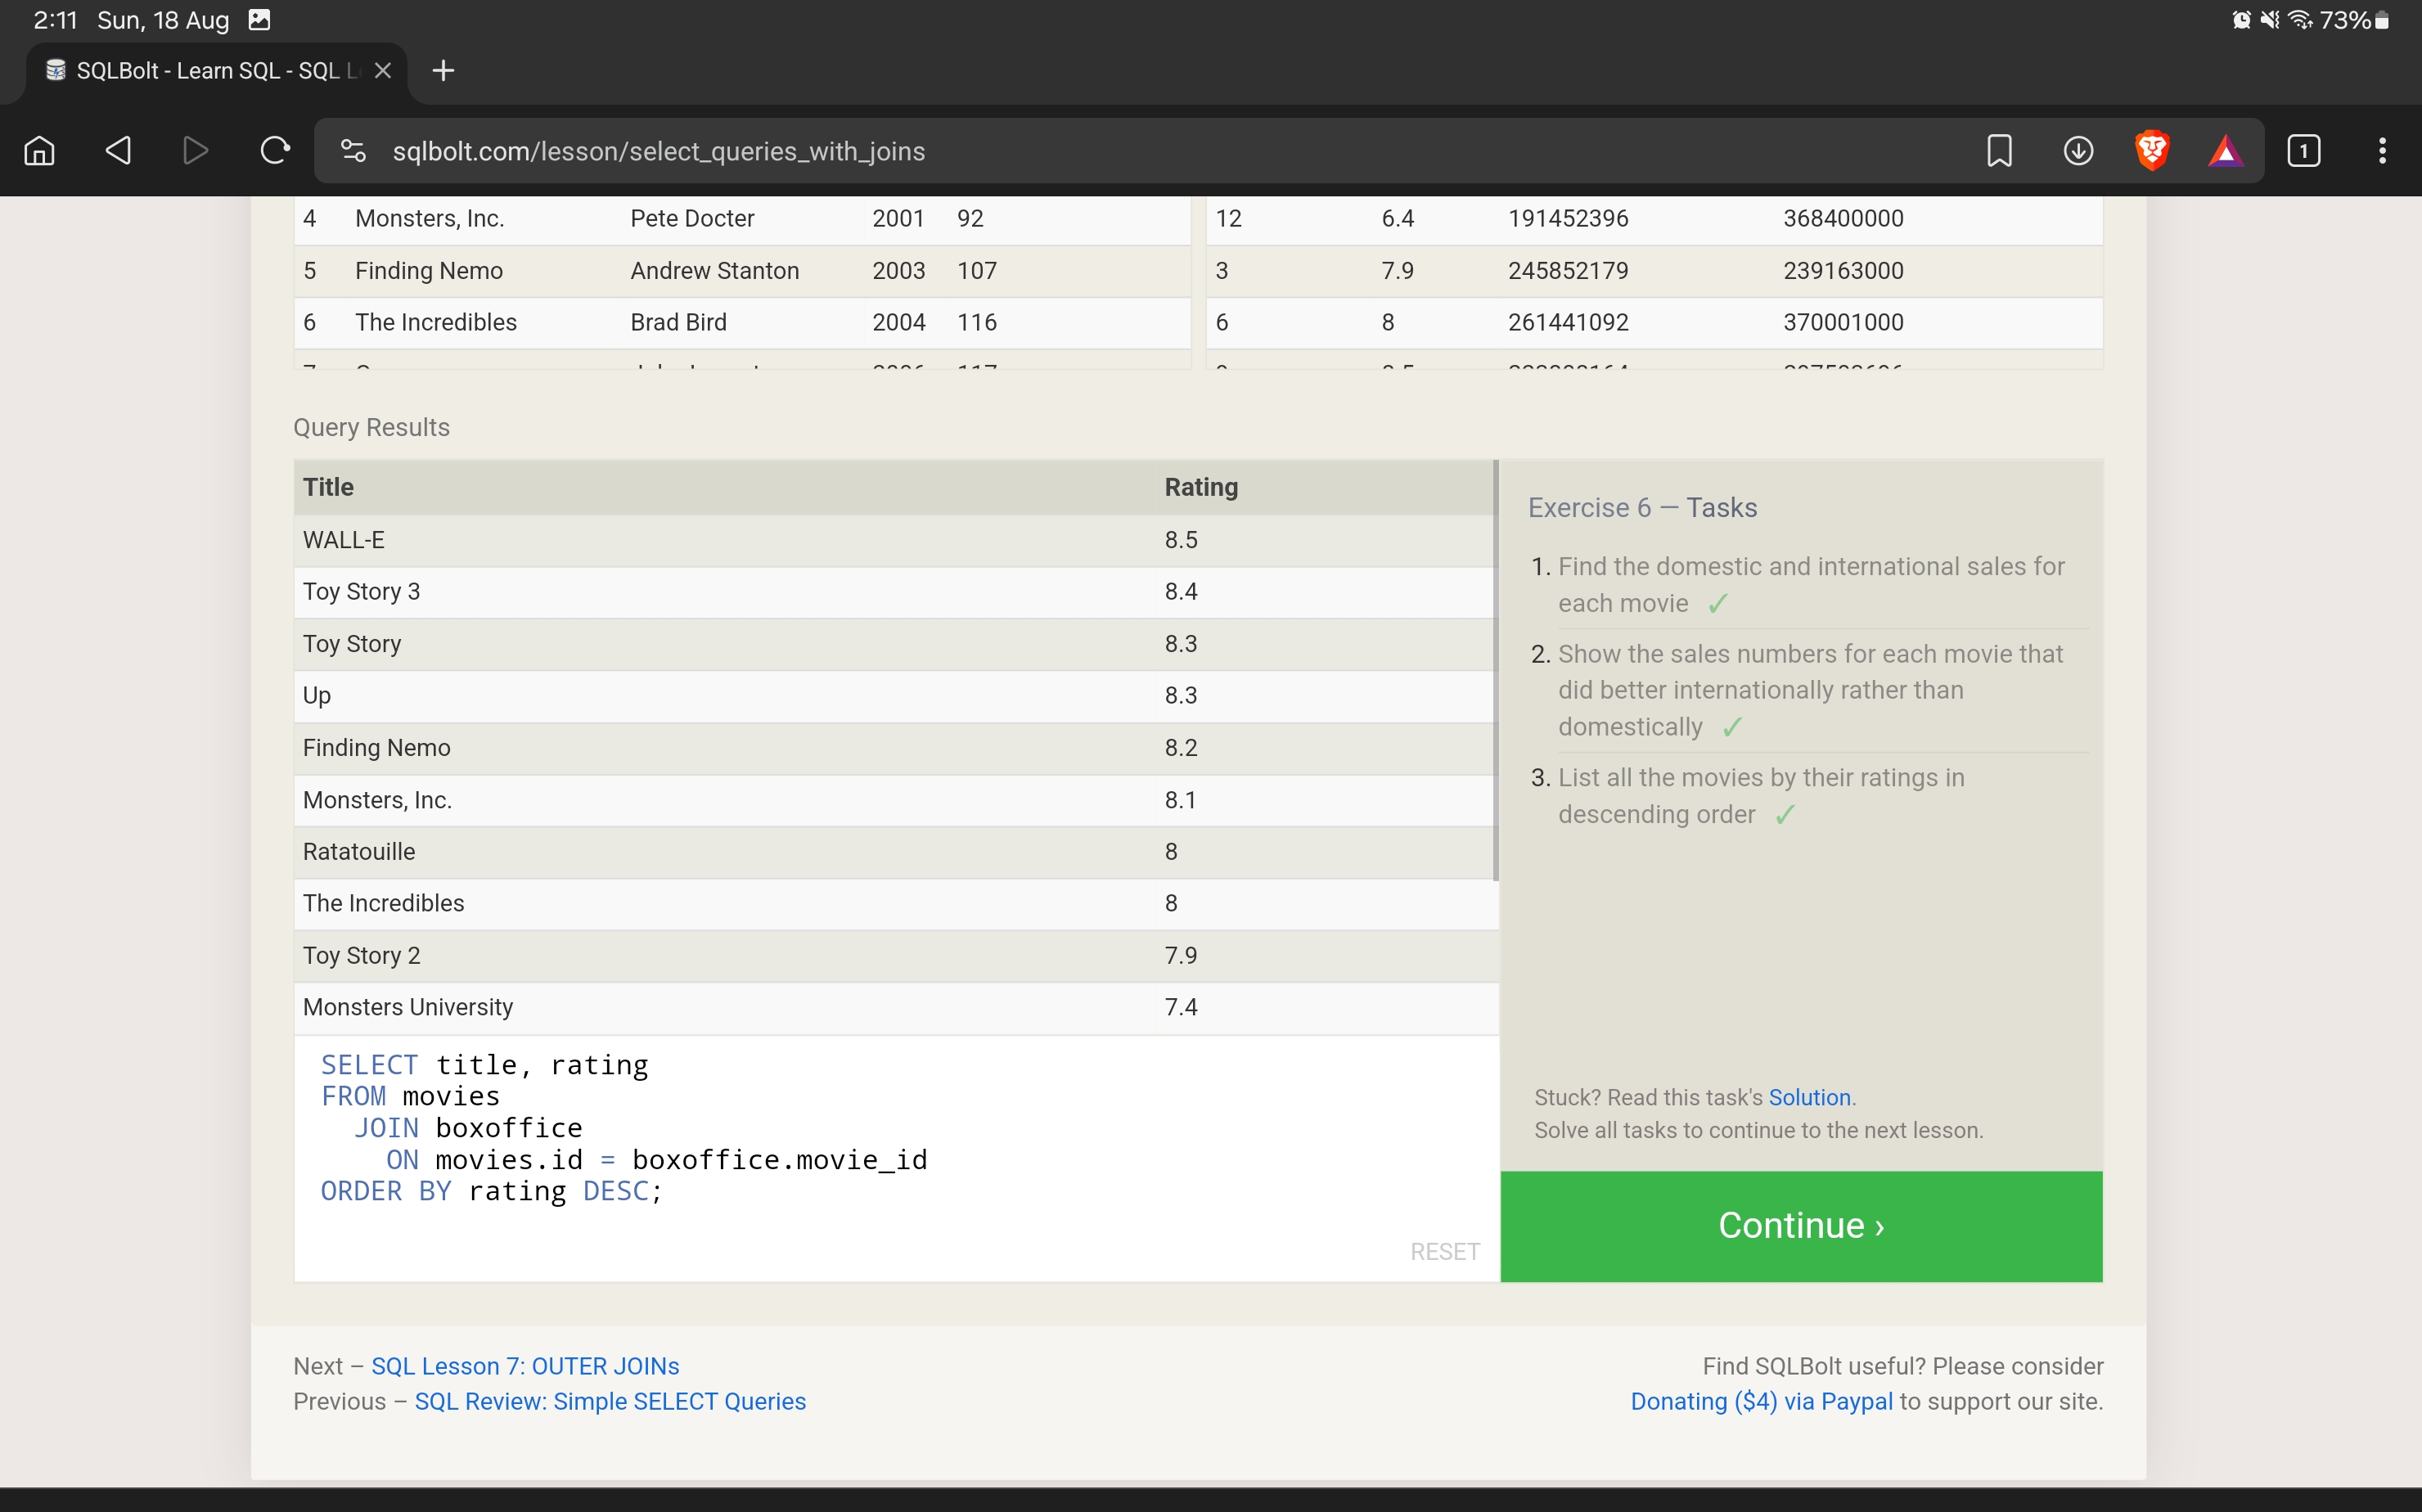 2:11 Sun, 18 Aug 73%
SQLBolt - Learn SQL - SQL
sqlbolt.com/lesson/select_queries_with_joins 1
4 Monsters, Inc. Pete Docter 2001 92 12 6.4 191452396 368400000
5 Finding Nemo Andrew Stanton 2003 107 3 7.9 245852179 239163000
6 The Incredibles Brad Bird 2004 116 6 8 261441092 370001000
Query Results
Title Rating
WALL-E 8.5
Toy Story 3 8.4
Toy Story 8.3
Up 8.3
Finding Nemo 8.2
Monsters, Inc. 8.1
Ratatouille 8
The Incredibles 8
Toy Story 2 7.9
Monsters University 7.4
SELECT title, rating
FROM movies
JOIN boxoffice
ON movies.id = boxoffice.movie_id
ORDER BY rating DESC;
RESET
Exercise 6 — Tasks
1. Find the domestic and international sales for
each movie ✓
2. Show the sales numbers for each movie that
did better internationally rather than
domestically ✓
3. List all the movies by their ratings in
descending order ✓
Stuck? Read this task's Solution.
Solve all tasks to continue to the next lesson.
Continue ›
Next – SQL Lesson 7: OUTER JOINs
Previous – SQL Review: Simple SELECT Queries
Find SQLBolt useful? Please consider
Donating ($4) via Paypal to support our site.